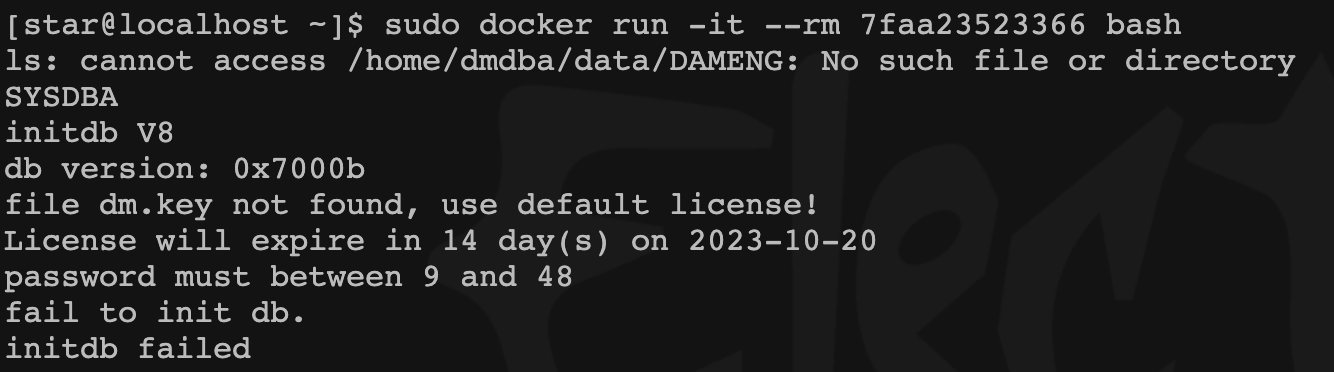 [star@localhost ~]$ sudo docker run -it --rm 7faa23523366 bash
ls: cannot access /home/dmdba/data/DAMENG: No such file or directory
SYSDBA
initdb V8
db version: 0x7000b
file dm.key not found, use default license!
License will expire in 14 day(s) on 2023-10-20
password must between 9 and 48
fail to init db.
initdb failed